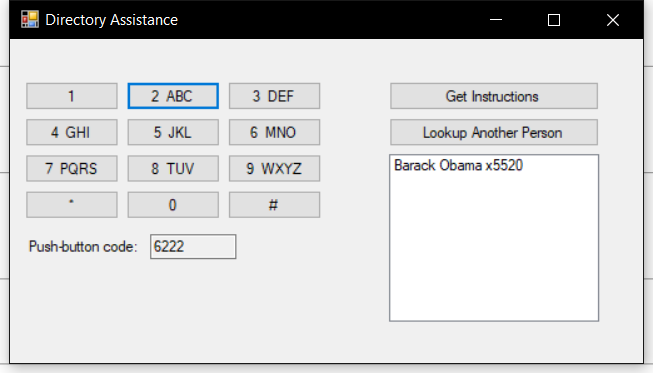 Directory Assistance
1
2 ABC
3 DEF
Get Instructions
4 GHI
5 JKL
6 MNO
Lookup Another Person
7 PQRS
8 TUV
9 WXYZ
Barack Obama x5520
*
0
#
Push-button code: 6222